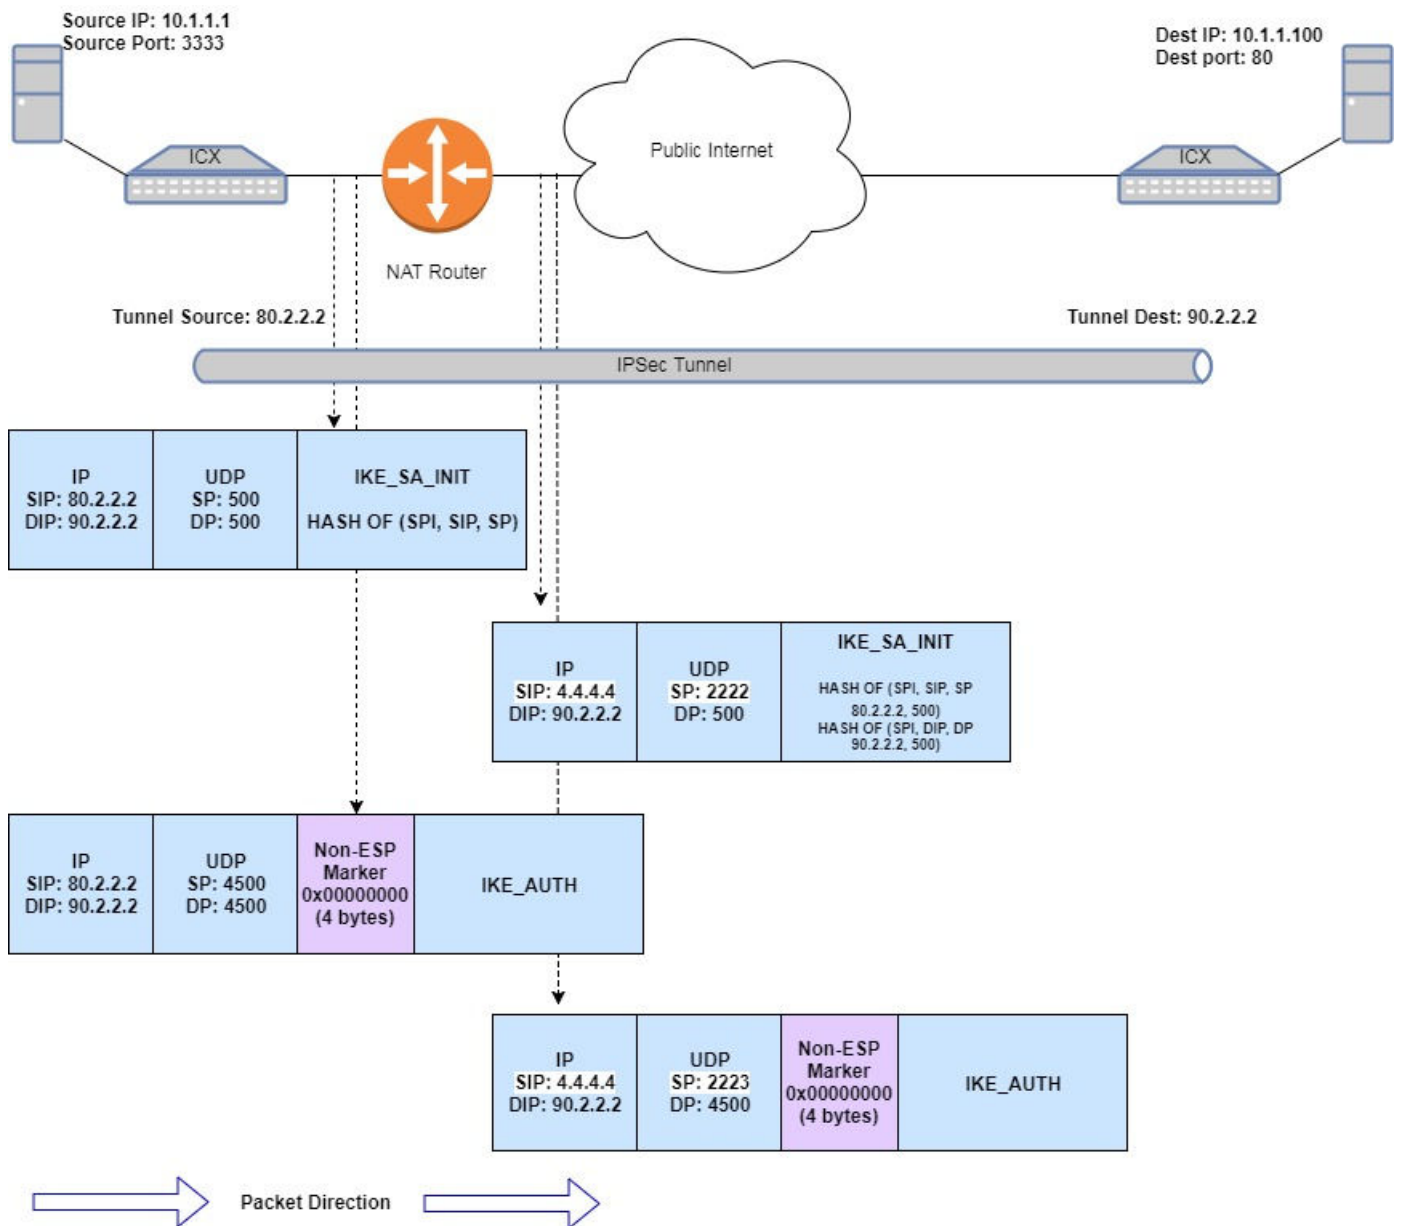 Source IP: 10.1.1.1
Source Port: 3333
Dest IP: 10.1.1.100
Dest port: 80
ICX
Public Internet
ICX
NAT Router
Tunnel Source: 80.2.2.2
Tunnel Dest: 90.2.2.2
IPSec Tunnel
IP
SIP: 80.2.2.2
DIP: 90.2.2.2
UDP
SP: 500
DP: 500
IKE_SA_INIT
HASH OF (SPI, SIP, SP)
IP
SIP: 4.4.4.4
DIP: 90.2.2.2
UDP
SP: 2222
DP: 500
IKE_SA_INIT
HASH OF (SPI, SIP, SP
80.2.2.2, 500)
HASH OF (SPI, DIP, DP
90.2.2.2, 500)
IP
SIP: 80.2.2.2
DIP: 90.2.2.2
UDP
SP: 4500
DP: 4500
Non-ESP
Marker
0x00000000
(4 bytes)
IKE_AUTH
IP
SIP: 4.4.4.4
DIP: 90.2.2.2
UDP
SP: 2223
DP: 4500
Non-ESP
Marker
0x00000000
(4 bytes)
IKE_AUTH
Packet Direction